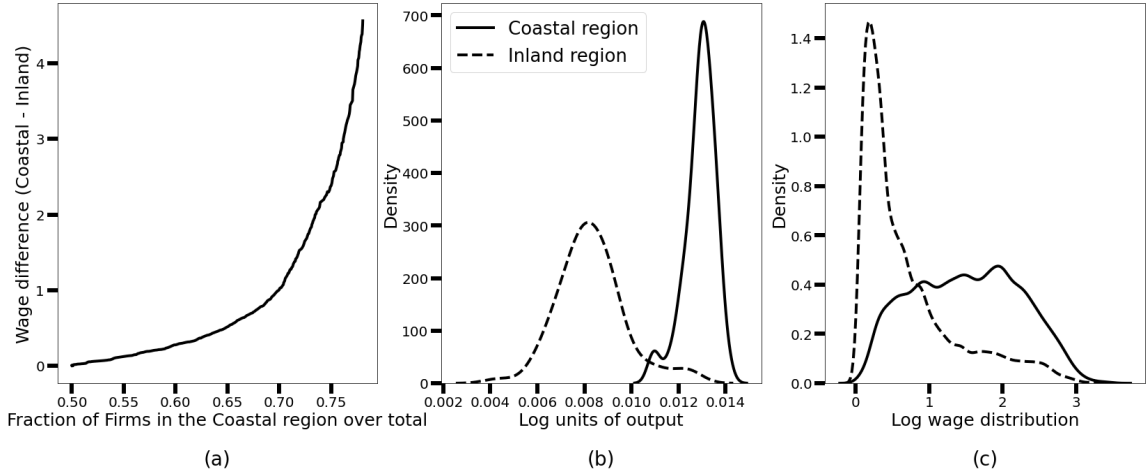 Wage difference (Coastal - Inland)
4
3
2
1
0
0.50 0.55 0.60 0.65 0.70 0.75
Fraction of Firms in the Coastal region over total
(a)
Density
700
600
500
400
300
200
100
0
Coastal region
Inland region
0.002 0.004 0.006 0.008 0.010 0.012 0.014
Log units of output
(b)
Density
1.4
1.2
1.0
0.8
0.6
0.4
0.2
0.0
0 1 2 3
Log wage distribution
(c)